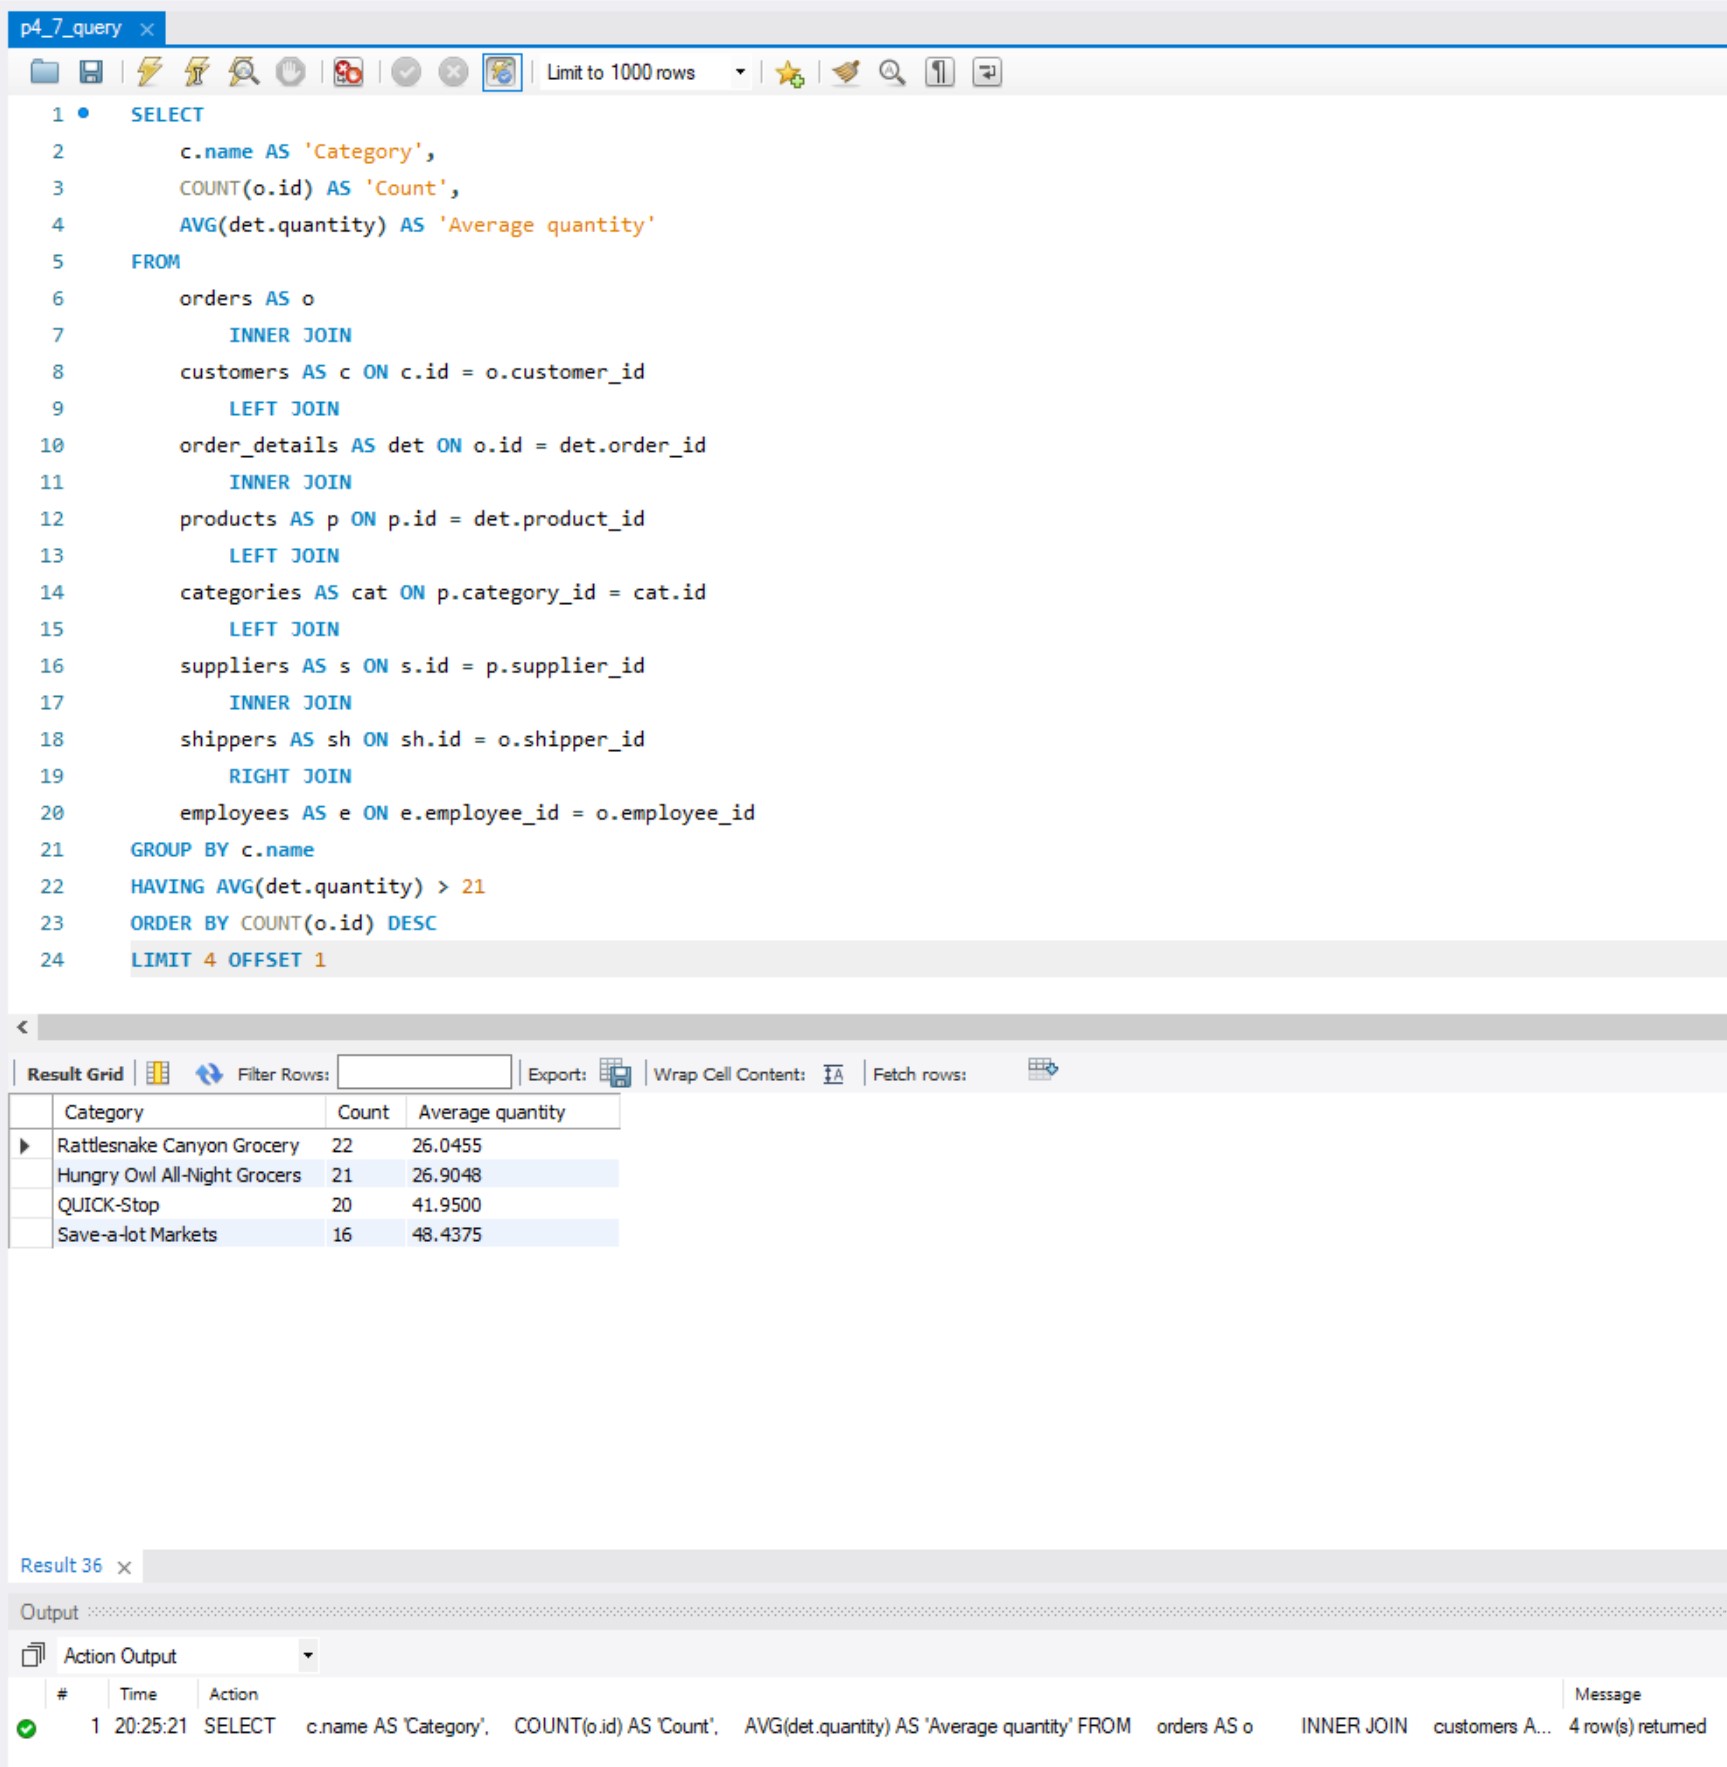 p4_7_query ×
Limit to 1000 rows
1 SELECT
2 c.name AS 'Category',
3 COUNT(o.id) AS 'Count',
4 AVG(det.quantity) AS 'Average quantity'
5 FROM
6 orders AS o
7 INNER JOIN
8 customers AS c ON c.id = o.customer_id
9 LEFT JOIN
10 order_details AS det ON o.id = det.order_id
11 INNER JOIN
12 products AS p ON p.id = det.product_id
13 LEFT JOIN
14 categories AS cat ON p.category_id = cat.id
15 LEFT JOIN
16 suppliers AS s ON s.id = p.supplier_id
17 INNER JOIN
18 shippers AS sh ON sh.id = o.shipper_id
19 RIGHT JOIN
20 employees AS e ON e.employee_id = o.employee_id
21 GROUP BY c.name
22 HAVING AVG(det.quantity) > 21
23 ORDER BY COUNT(o.id) DESC
24 LIMIT 4 OFFSET 1
Result Grid Filter Rows: Export: Wrap Cell Content: Fetch rows:
Category Count Average quantity
Rattlesnake Canyon Grocery 22 26.0455
Hungry Owl All-Night Grocers 21 26.9048
QUICK-Stop 20 41.9500
Save-a-lot Markets 16 48.4375
Result 36 ×
Output
Action Output
# Time Action Message
1 20:25:21 SELECT c.name AS 'Category', COUNT(o.id) AS 'Count', AVG(det.quantity) AS 'Average quantity' FROM orders AS o INNER JOIN customers A... 4 row(s) returned